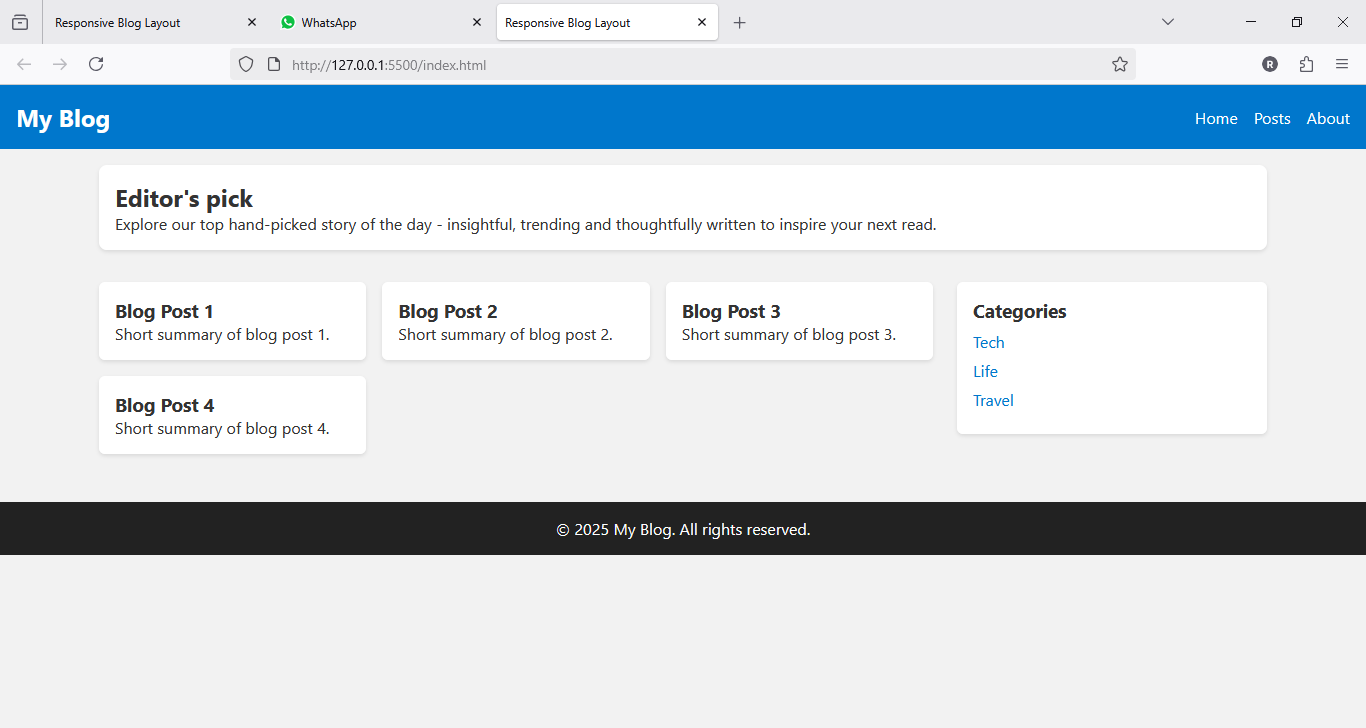 Responsive Blog Layout
WhatsApp
Responsive Blog Layout
http://127.0.0.1:5500/index.html
R
My Blog
Home Posts About
Editor's pick
Explore our top hand-picked story of the day - insightful, trending and thoughtfully written to inspire your next read.
Blog Post 1
Short summary of blog post 1.
Blog Post 2
Short summary of blog post 2.
Blog Post 3
Short summary of blog post 3.
Blog Post 4
Short summary of blog post 4.
Categories
Tech
Life
Travel
© 2025 My Blog. All rights reserved.